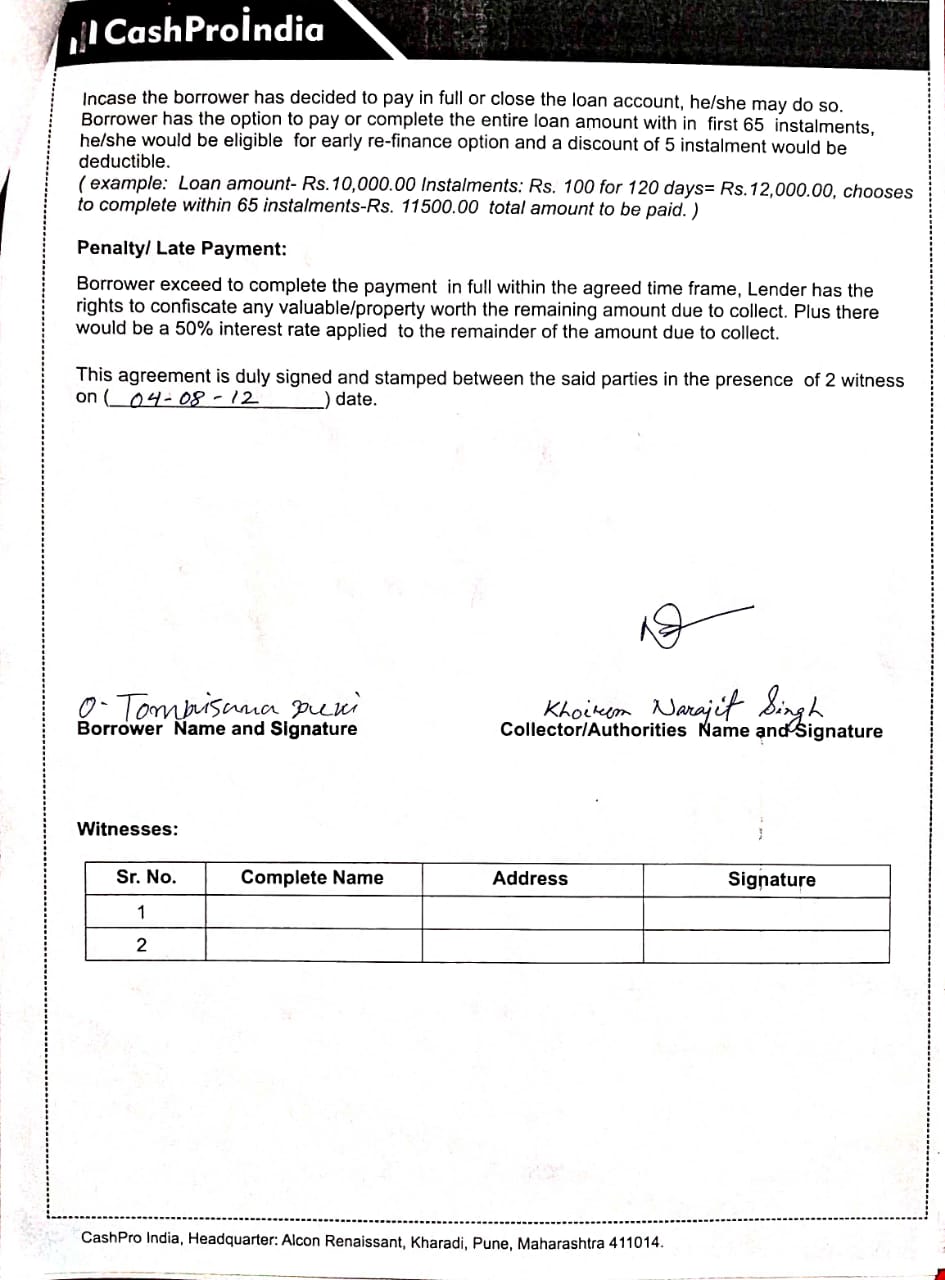 CashProIndia
Incase the borrower has decided to pay in full or close the loan account, he/she may do so.
Borrower has the option to pay or complete the entire loan amount with in first 65 instalments,
he/she would be eligible for early re-finance option and a discount of 5 instalment would be
deductible.
( example: Loan amount- Rs.10,000.00 Instalments: Rs. 100 for 120 days= Rs.12,000.00, chooses
to complete within 65 instalments-Rs. 11500.00 total amount to be paid. )
Penalty/ Late Payment:
Borrower exceed to complete the payment in full within the agreed time frame, Lender has the
rights to confiscate any valuable/property worth the remaining amount due to collect. Plus there
would be a 50% interest rate applied to the remainder of the amount due to collect.
This agreement is duly signed and stamped between the said parties in the presence of 2 witness
on ( 04-08-12 ) date.
O- Khoirom Narajit Singh
Borrower Name and Signature Collector/Authorities Name and Signature
Witnesses:
Sr. No. Complete Name Address Signature
1
2
CashPro India, Headquarter: Alcon Renaissant, Kharadi, Pune, Maharashtra 411014.